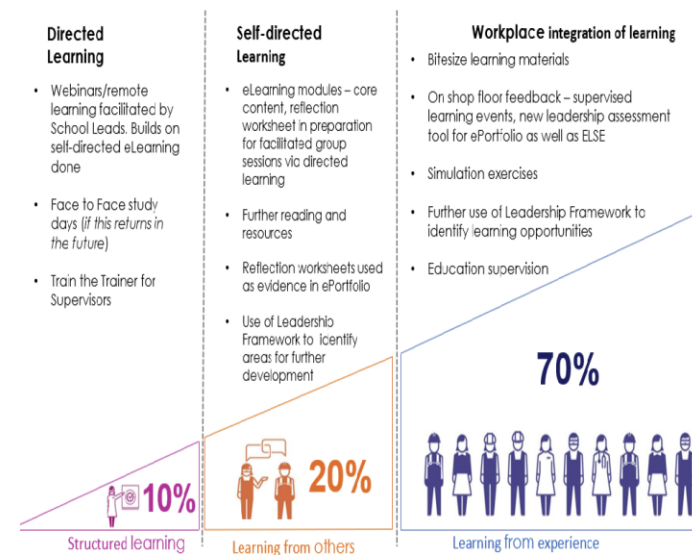 Directed
Learning
• Webinars/remote
learning facilitated by
School Leads. Builds on
self-directed eLearning
done
• Face to Face study
days (if this returns in
the future)
• Train the Trainer for
Supervisors
Self-directed
Learning
• eLearning modules – core
content, reflection
worksheet in preparation
for facilitated group
sessions via directed
learning
• Further reading and
resources
• Reflection worksheets used
as evidence in ePortfolio
• Use of Leadership
Framework to identify
areas for further
development
Workplace integration of learning
• Bitesize learning materials
• On shop floor feedback – supervised
learning events, new leadership assessment
tool for ePortfolio as well as ELSE
• Simulation exercises
• Further use of Leadership Framework to
identify learning opportunities
• Education supervision
10%
20%
70%
Structured learning
Learning from others
Learning from experience